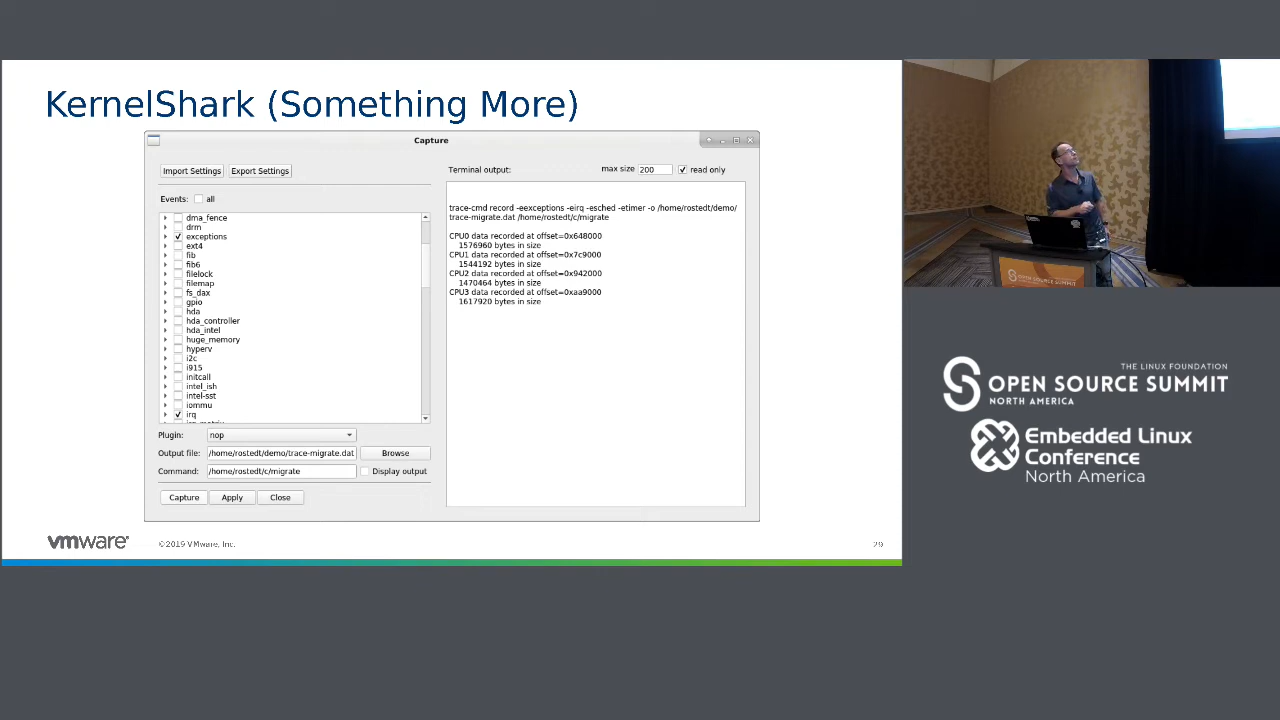 KernelShark (Something More)
Capture
Import Settings Export Settings
Events: all
dma_fence
drm
exceptions
ext4
fib
fib6
filelock
filemap
fs_dax
gpio
hda
hda_controller
hda_intel
huge_memory
hyperv
i2c
i915
initcall
intel_ish
intel-sst
iommu
irq
Plugin: nop
Output file: /home/rostedt/demo/trace-migrate.dat Browse
Command: /home/rostedt/c/migrate Display output
Capture Apply Close
Terminal output: max size 200 read only
trace-cmd record -eexceptions -eirq -esched -etimer -o /home/rostedt/demo/
trace-migrate.dat /home/rostedt/c/migrate
CPU0 data recorded at offset=0x648000
1576960 bytes in size
CPU1 data recorded at offset=0x7c9000
1544192 bytes in size
CPU2 data recorded at offset=0x942000
1470464 bytes in size
CPU3 data recorded at offset=0xaa9000
1617920 bytes in size
vmware ©2019 VMware, Inc. 29
OPEN SOURCE SUMMIT
THE LINUX FOUNDATION
OPEN SOURCE SUMMIT
NORTH AMERICA
Embedded Linux
Conference
North America